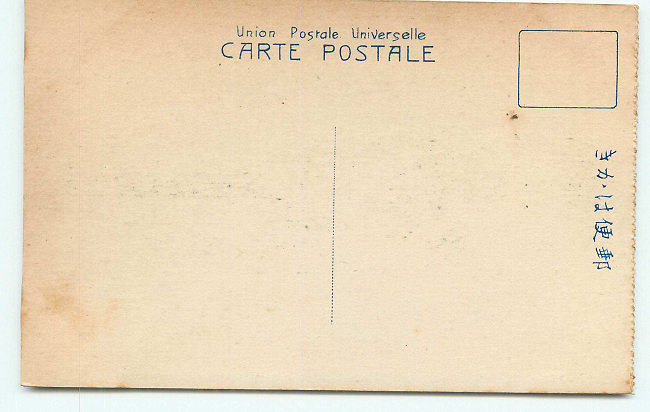 Union Postale Universelle
CARTE POSTALE
郵便は・かき